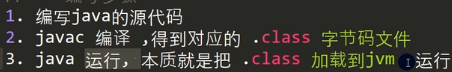 1. 编写java的源代码
2. javac 编译 ,得到对应的 .class 字节码文件
3. java 运行, 本质就是把 .class 加载到jvm 运行